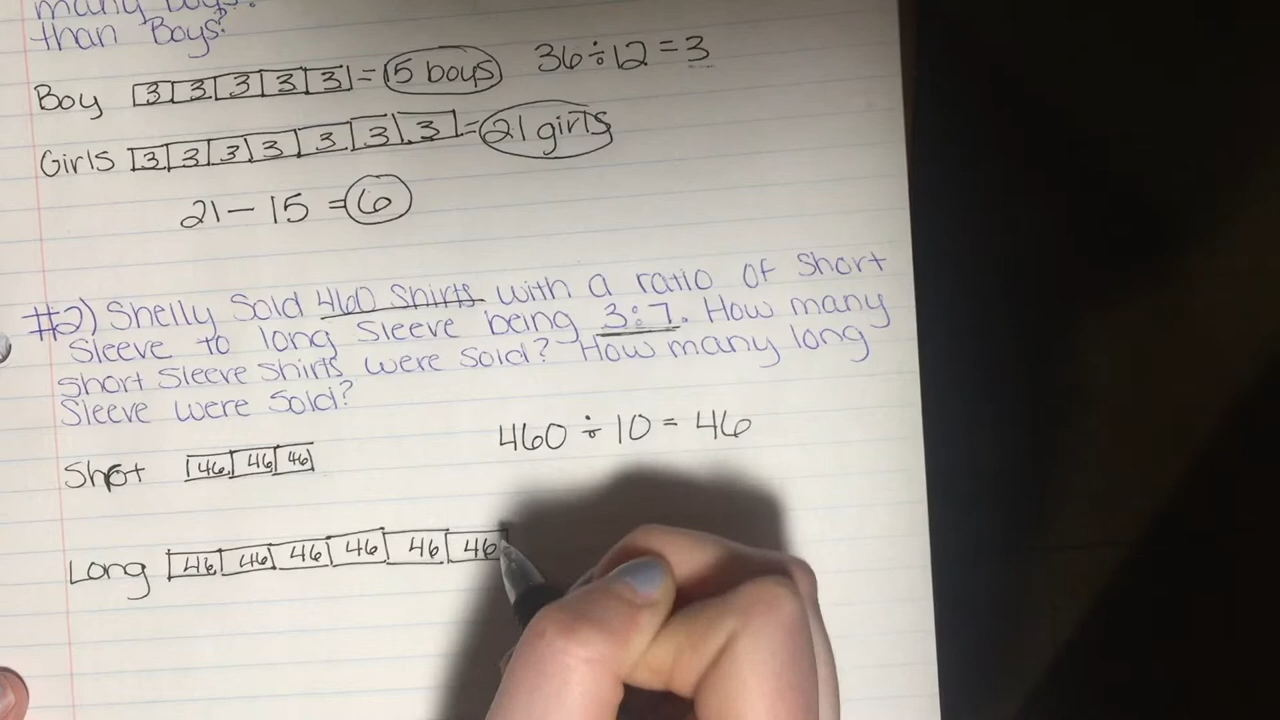 many boys?
than Boys?
Boy 3 3 3 3 3 = 15 boys 36÷12=3
Girls 3 3 3 3 3 3 3 = 21 girls
21-15=6
#2) Shelly Sold 460 Shirts with a ratio of Short
Sleeve to long Sleeve being 3:7. How many
Short Sleeve Shirts were sold? How many long
Sleeve were Sold?
460÷10=46
Short 46 46 46
Long 46 46 46 46 46 46